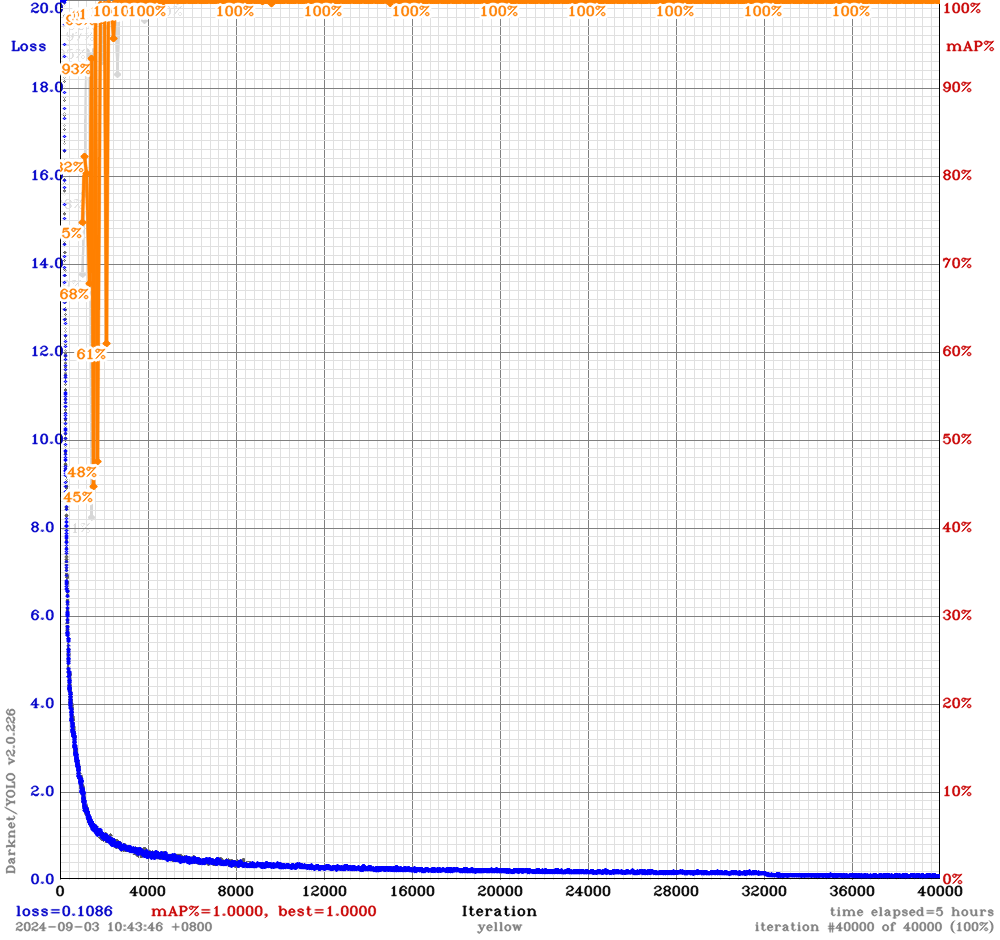 20.0 100% 100% 100% 100% 100% 100% 100% 100% 100% 100%
Loss mAP%
93%
18.0 90%
82%
16.0 80%
5%
14.0 70%
68%
12.0 61% 60%
10.0 50%
48%
45%
8.0 40%
6.0 30%
4.0 20%
2.0 10%
0.0 0%
0 4000 8000 12000 16000 20000 24000 28000 32000 36000 40000
Darknet/YOLO v2.0.226
loss=0.1086 mAP%=1.0000, best=1.0000 Iteration time elapsed=5 hours
2024-09-03 10:43:46 +0800 yellow iteration #40000 of 40000 (100%)